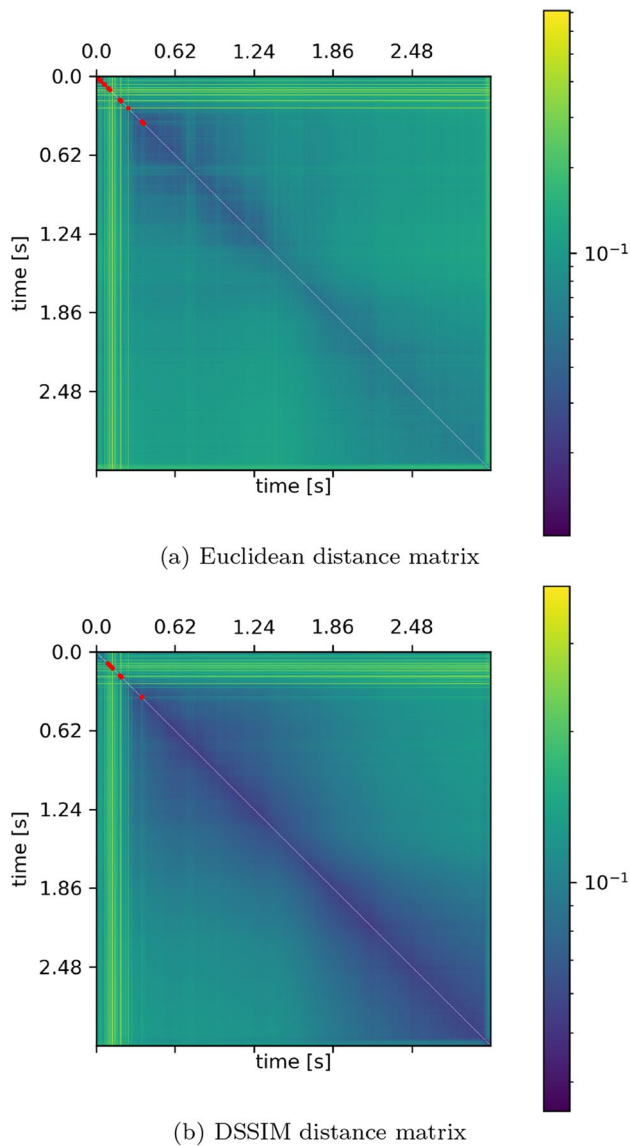 0.0 0.62 1.24 1.86 2.48
0.0
0.62
1.24
1.86
2.48
time [s]
time [s]
10⁻¹
(a) Euclidean distance matrix
0.0 0.62 1.24 1.86 2.48
0.0
0.62
1.24
1.86
2.48
time [s]
time [s]
10⁻¹
(b) DSSIM distance matrix